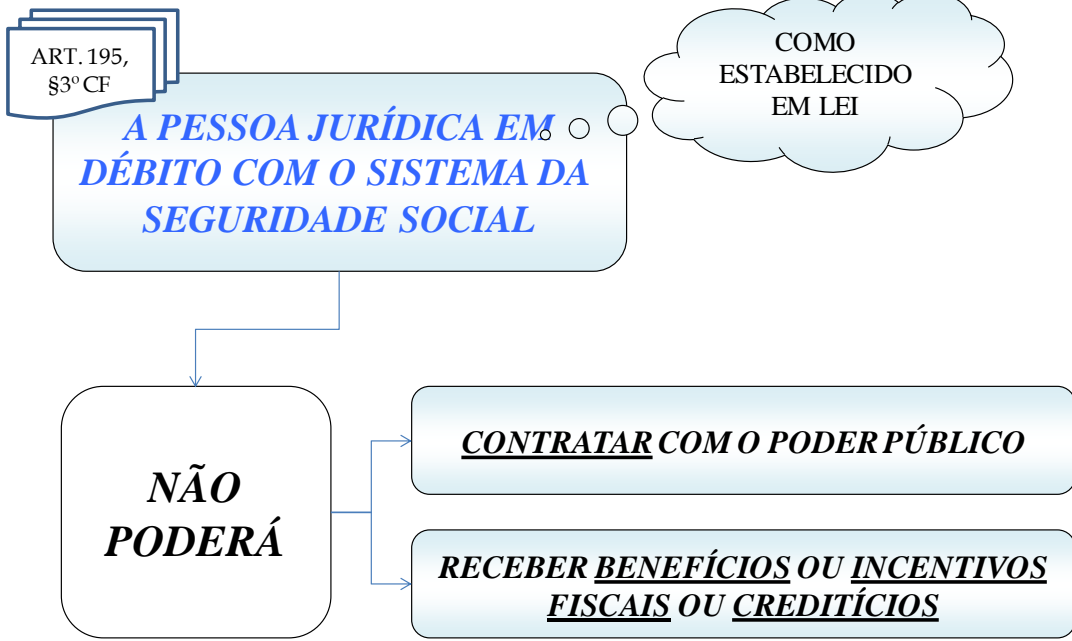 ART. 195,
§3º CF
COMO
ESTABELECIDO
EM LEI
A PESSOA JURÍDICA EM
DÉBITO COM O SISTEMA DA
SEGURIDADE SOCIAL
NÃO
PODERÁ
CONTRATAR COM O PODER PÚBLICO
RECEBER BENEFÍCIOS OU INCENTIVOS
FISCAIS OU CREDITÍCIOS